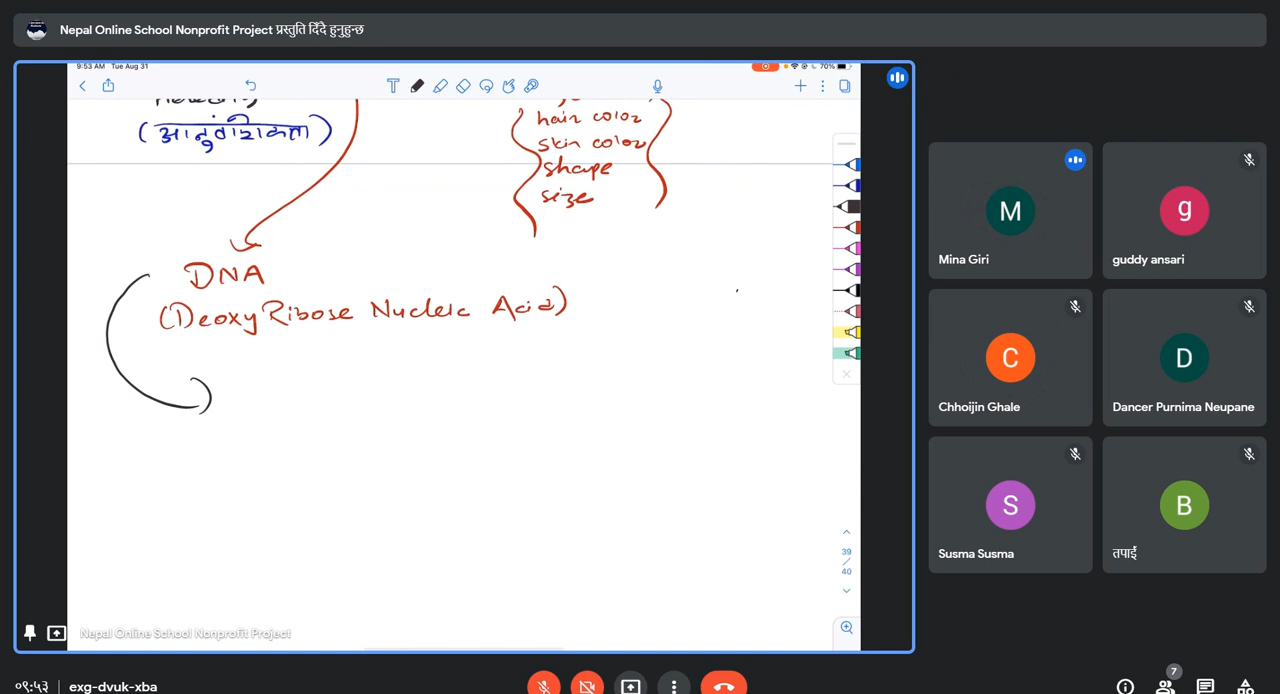 Nepal Online School Nonprofit Project प्रस्तुति दिँदै हुनुहुन्छ
9:53 AM Tue Aug 31
70%
(आनुवांशिकता)
hair color
skin color
shape
size
DNA
(DeoxyRibose Nucleic Acid)
39
/
40
Nepal Online School Nonprofit Project
M
Mina Giri
g
guddy ansari
C
Chhoijin Ghale
D
Dancer Purnima Neupane
S
Susma Susma
B
तपाईं
०९:५३ | exg-dvuk-xba
7